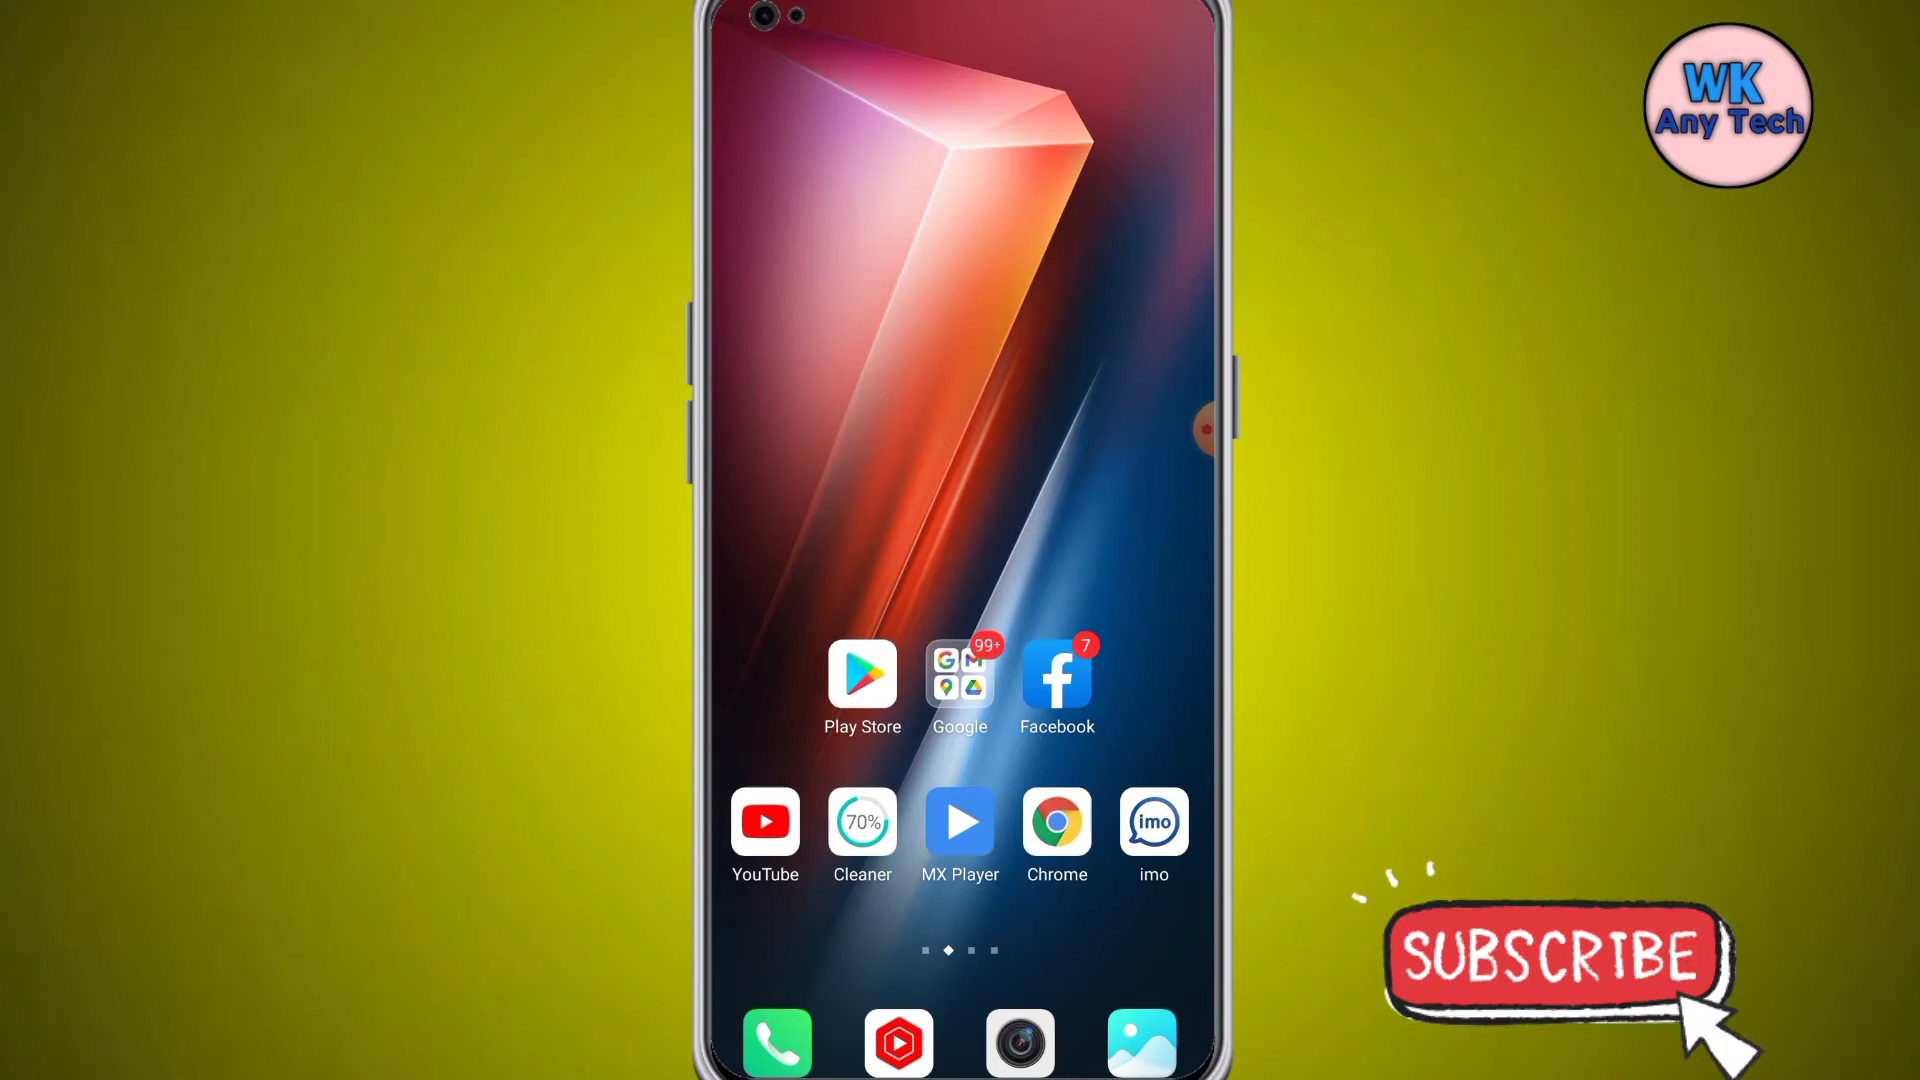 WK
Any Tech
99+
7
Play Store
Google
Facebook
70%
imo
YouTube
Cleaner
MX Player
Chrome
imo
SUBSCRIBE